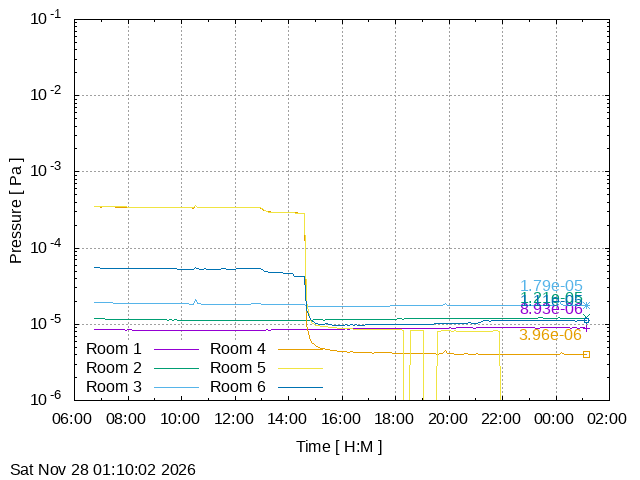 10^-1
10^-2
10^-3
10^-4
10^-5
10^-6
Pressure [ Pa ]
1.79e-05
1.21e-05
8.93e-06
3.96e-06
Room 1 Room 4
Room 2 Room 5
Room 3 Room 6
06:00 08:00 10:00 12:00 14:00 16:00 18:00 20:00 22:00 00:00 02:00
Time [ H:M ]
Sat Nov 28 01:10:02 2026